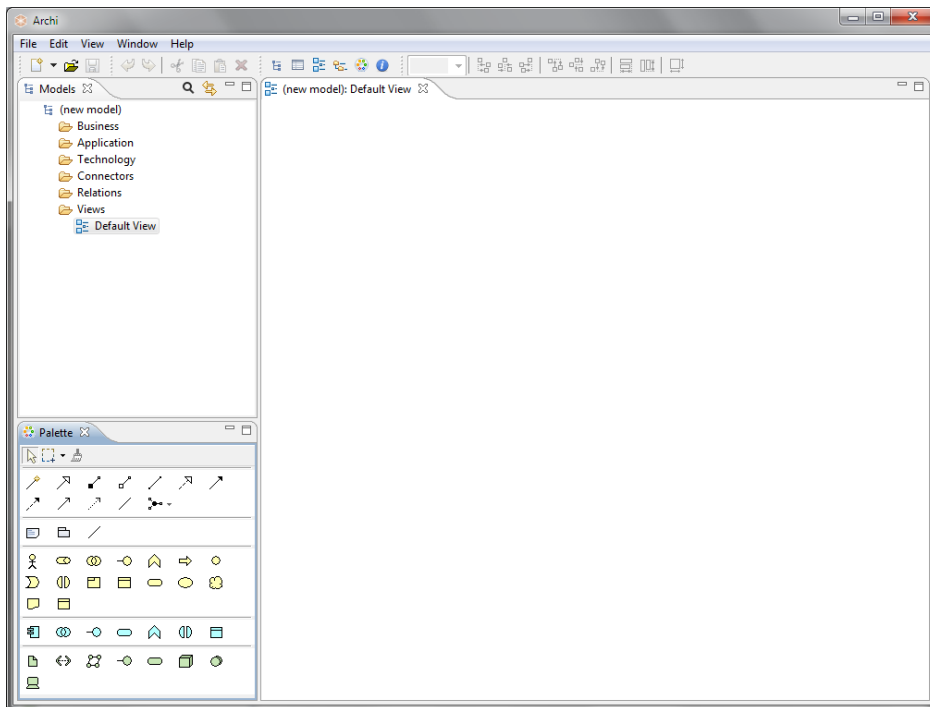 Archi
File Edit View Window Help
Models
(new model): Default View
(new model)
Business
Application
Technology
Connectors
Relations
Views
Default View
Palette